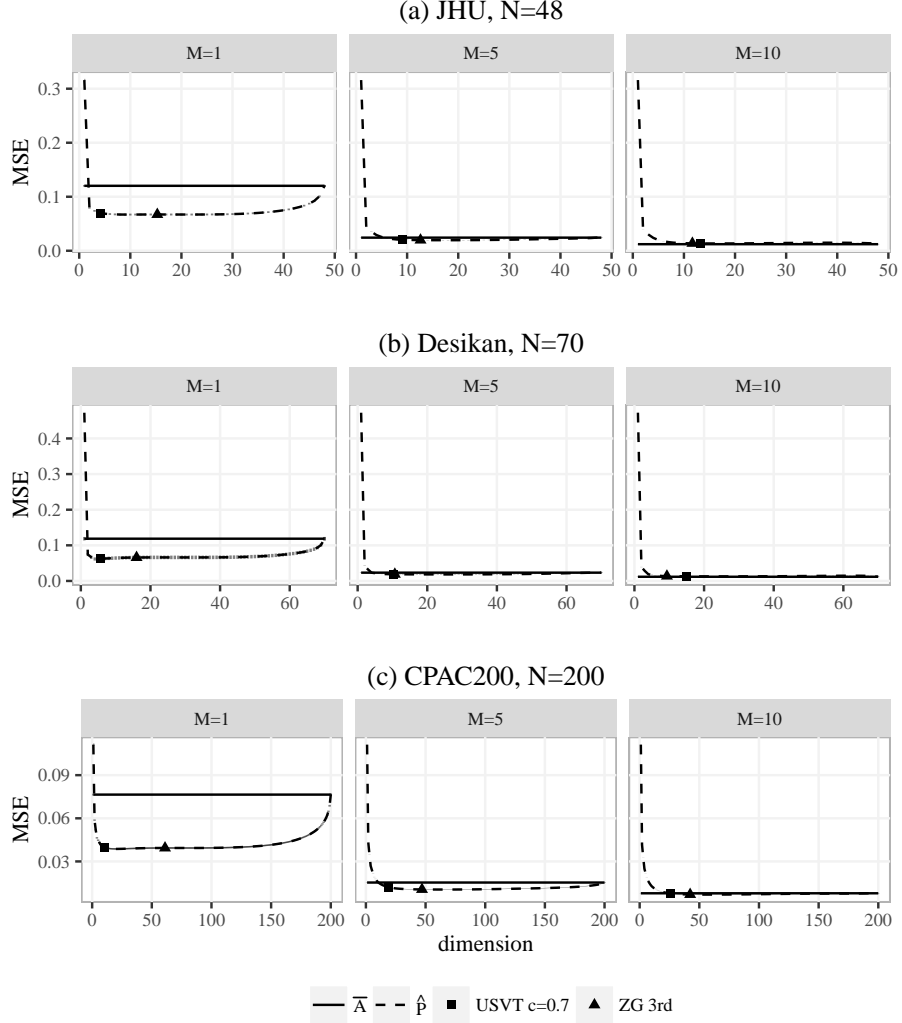 (a) JHU, N=48
M=1 M=5 M=10
MSE
0.3
0.2
0.1
0.0
0 10 20 30 40 50 0 10 20 30 40 50 0 10 20 30 40 50
(b) Desikan, N=70
M=1 M=5 M=10
MSE
0.4
0.3
0.2
0.1
0.0
0 20 40 60 0 20 40 60 0 20 40 60
(c) CPAC200, N=200
M=1 M=5 M=10
MSE
0.09
0.06
0.03
0 50 100 150 200 0 50 100 150 200 0 50 100 150 200
dimension
A̅ P̂ USVT c=0.7 ZG 3rd